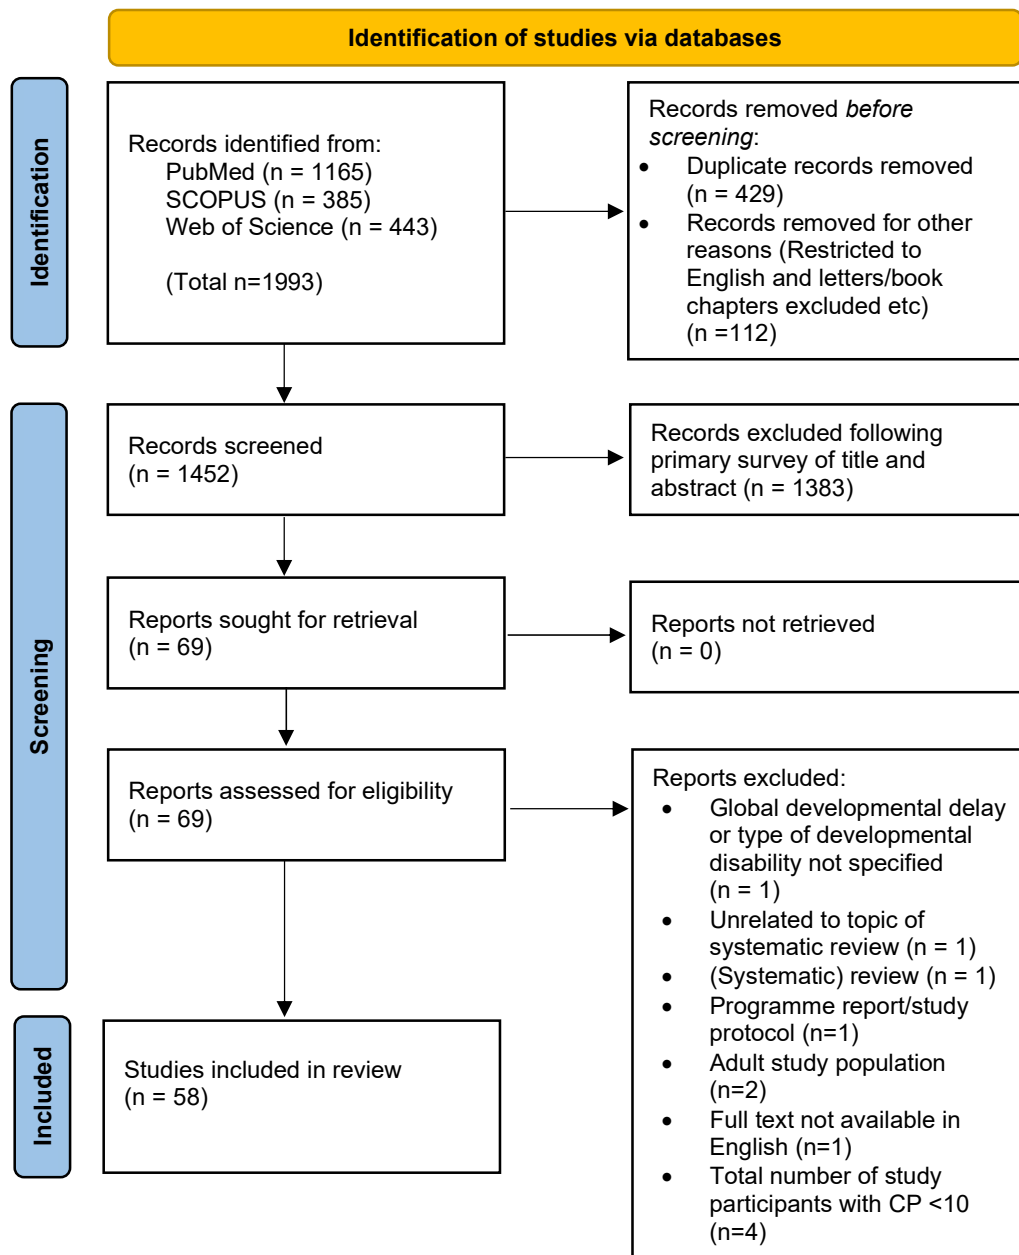 Identification of studies via databases
Identification
Records identified from:
PubMed (n = 1165)
SCOPUS (n = 385)
Web of Science (n = 443)
(Total n=1993)
Records removed before
screening:
• Duplicate records removed
(n = 429)
• Records removed for other
reasons (Restricted to
English and letters/book
chapters excluded etc)
(n =112)
Screening
Records screened
(n = 1452)
Records excluded following
primary survey of title and
abstract (n = 1383)
Reports sought for retrieval
(n = 69)
Reports not retrieved
(n = 0)
Reports assessed for eligibility
(n = 69)
Reports excluded:
• Global developmental delay
or type of developmental
disability not specified
(n = 1)
• Unrelated to topic of
systematic review (n = 1)
• (Systematic) review (n = 1)
• Programme report/study
protocol (n=1)
• Adult study population
(n=2)
• Full text not available in
English (n=1)
• Total number of study
participants with CP <10
(n=4)
Included
Studies included in review
(n = 58)